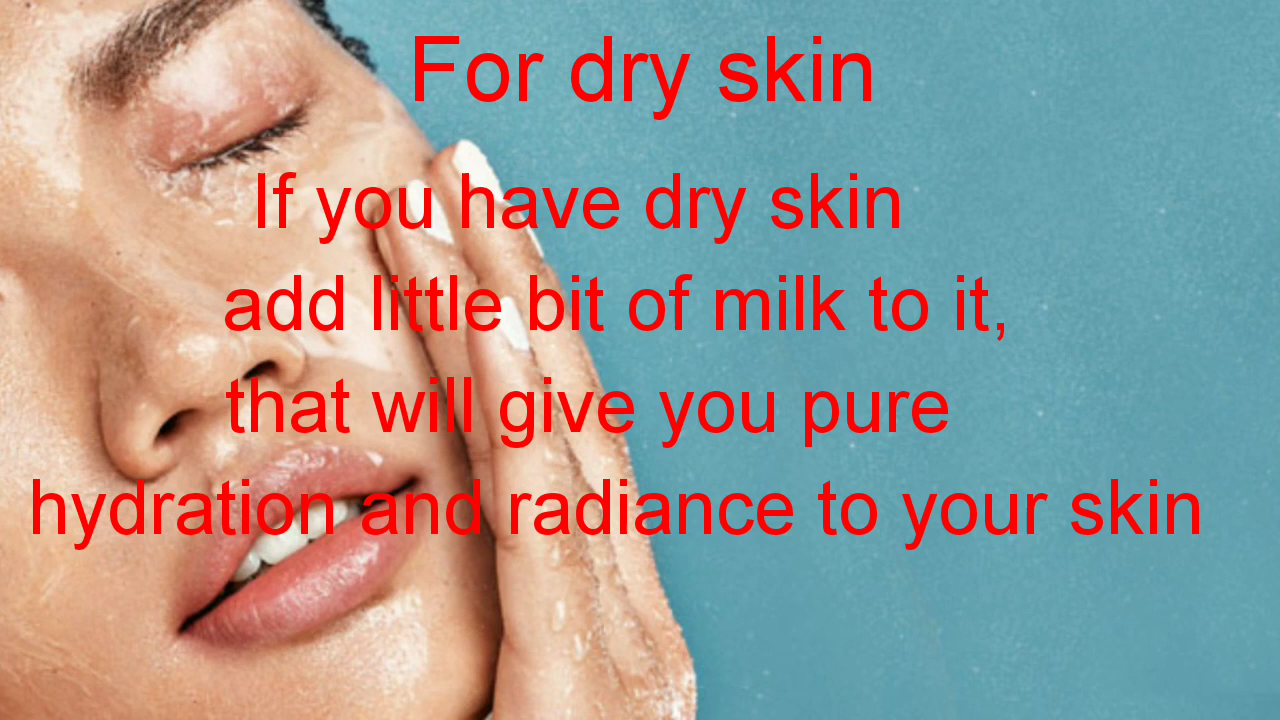 For dry skin
If you have dry skin
add little bit of milk to it,
that will give you pure
hydration and radiance to your skin